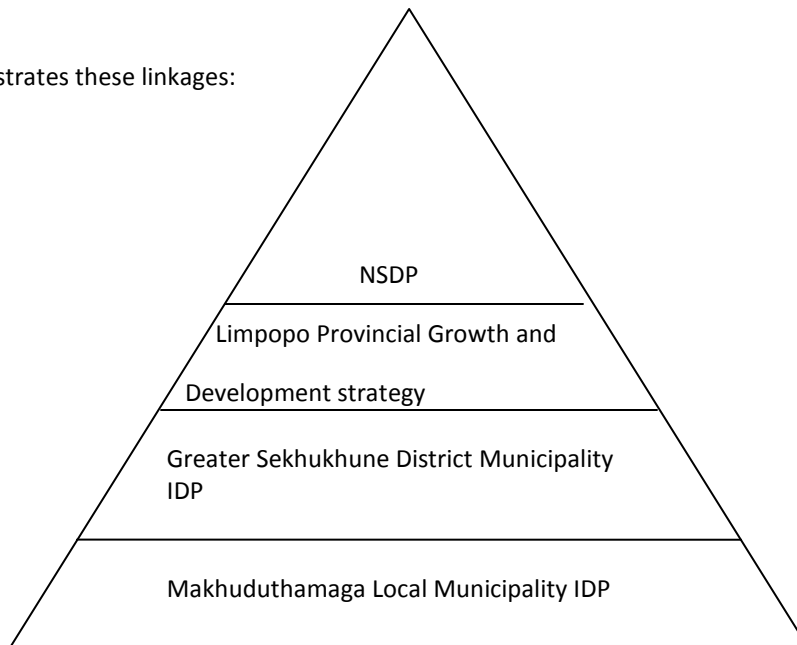 strates these linkages:
NSDP
Limpopo Provincial Growth and
Development strategy
Greater Sekhukhune District Municipality
IDP
Makhuduthamaga Local Municipality IDP